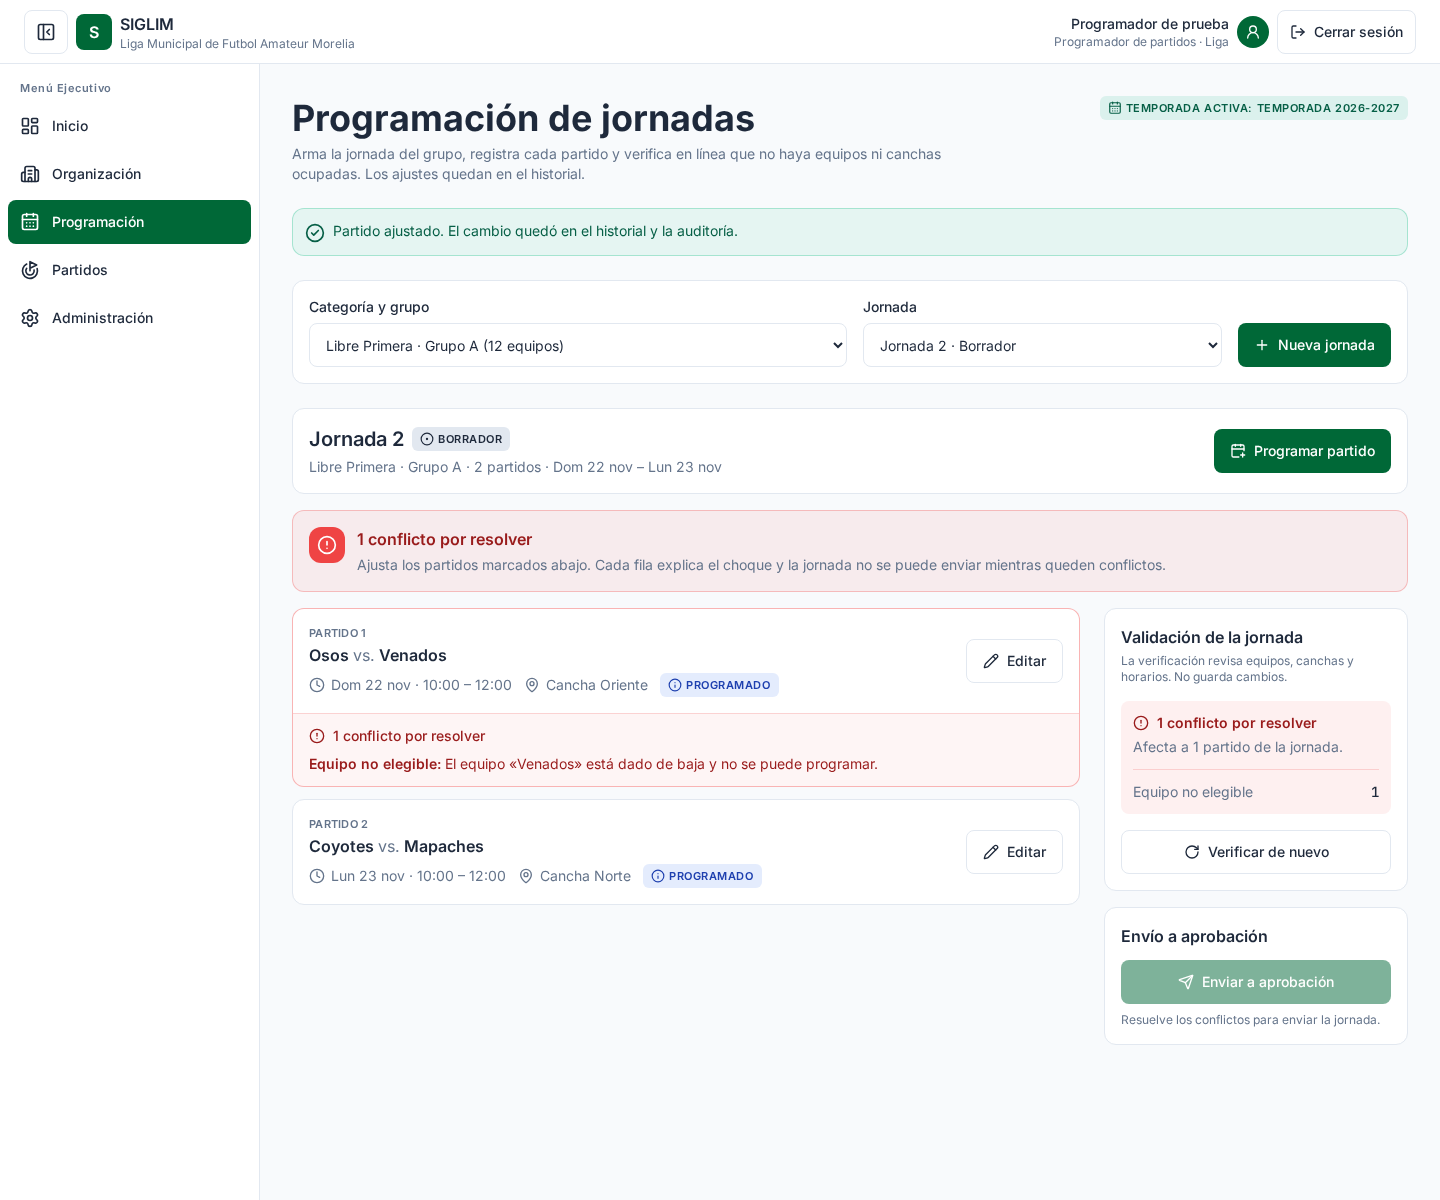 S
SIGLIM
Liga Municipal de Futbol Amateur Morelia
Programador de prueba
Programador de partidos · Liga
Cerrar sesión
Menú Ejecutivo
Inicio
Organización
Programación
Partidos
Administración
Programación de jornadas
TEMPORADA ACTIVA: TEMPORADA 2026-2027
Arma la jornada del grupo, registra cada partido y verifica en línea que no haya equipos ni canchas
ocupadas. Los ajustes quedan en el historial.
Partido ajustado. El cambio quedó en el historial y la auditoría.
Categoría y grupo
Libre Primera · Grupo A (12 equipos)
Jornada
Jornada 2 · Borrador
Nueva jornada
Jornada 2
BORRADOR
Libre Primera · Grupo A · 2 partidos · Dom 22 nov – Lun 23 nov
Programar partido
1 conflicto por resolver
Ajusta los partidos marcados abajo. Cada fila explica el choque y la jornada no se puede enviar mientras queden conflictos.
PARTIDO 1
Osos vs. Venados
Dom 22 nov · 10:00 – 12:00
Cancha Oriente
PROGRAMADO
Editar
1 conflicto por resolver
Equipo no elegible: El equipo «Venados» está dado de baja y no se puede programar.
PARTIDO 2
Coyotes vs. Mapaches
Lun 23 nov · 10:00 – 12:00
Cancha Norte
PROGRAMADO
Editar
Validación de la jornada
La verificación revisa equipos, canchas y
horarios. No guarda cambios.
1 conflicto por resolver
Afecta a 1 partido de la jornada.
Equipo no elegible 1
Verificar de nuevo
Envío a aprobación
Enviar a aprobación
Resuelve los conflictos para enviar la jornada.